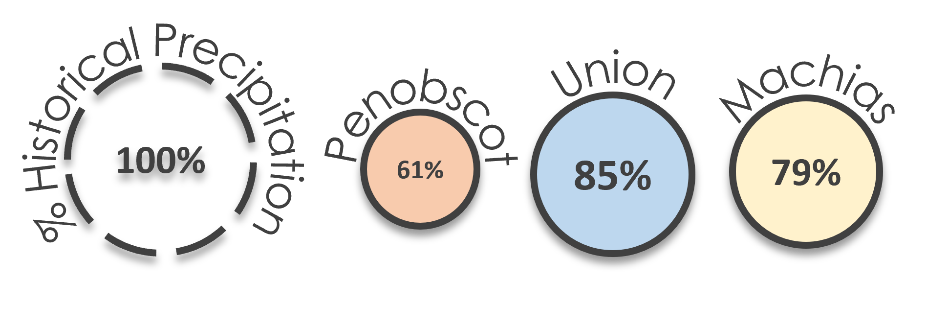 % Historical Precipitation
100%
Penobscot
61%
Union
85%
Machias
79%